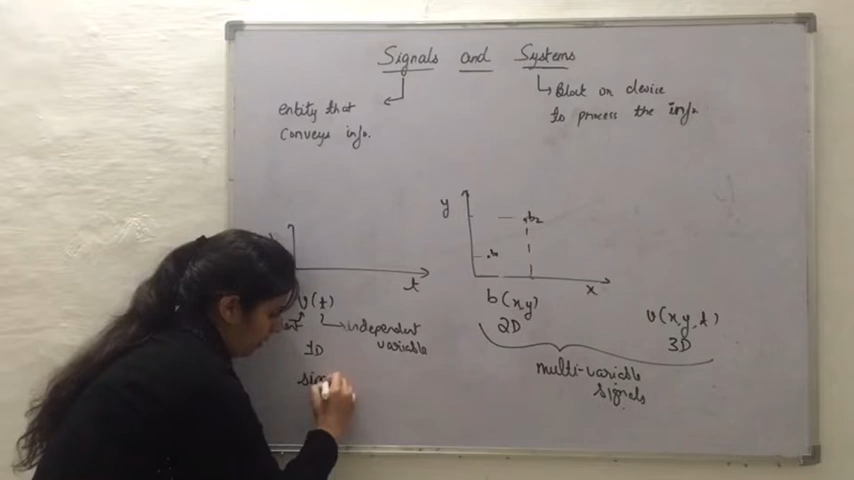 Signals and Systems
entity that
conveys info.
Block or device
to process the info.
y
b2
x
t
v(t)
independent
variable
1D
b(x,y)
2D
v(x,y,t)
3D
multi-variable
signals